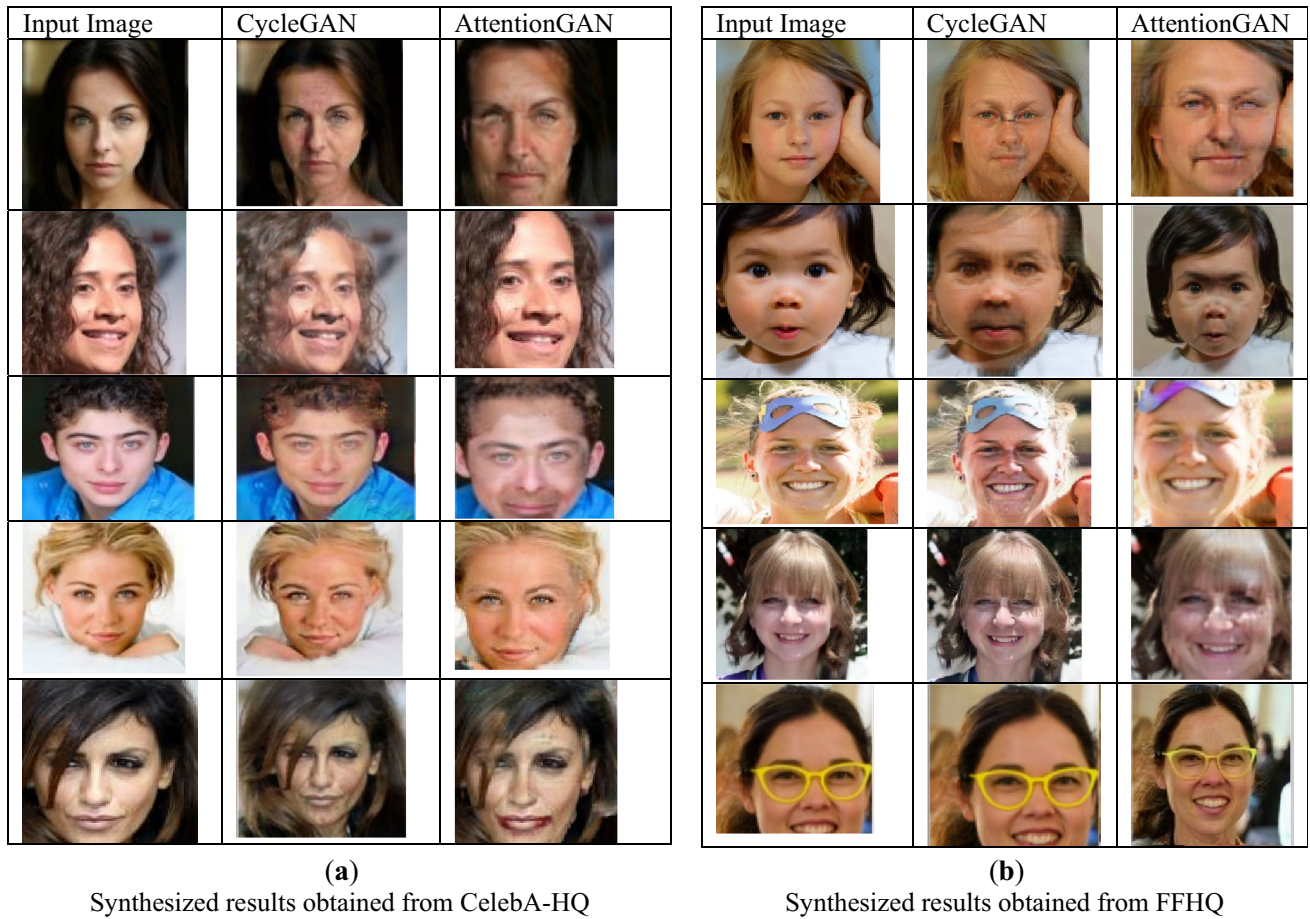 Input Image CycleGAN AttentionGAN
Input Image CycleGAN AttentionGAN
(a)
Synthesized results obtained from CelebA-HQ
(b)
Synthesized results obtained from FFHQ